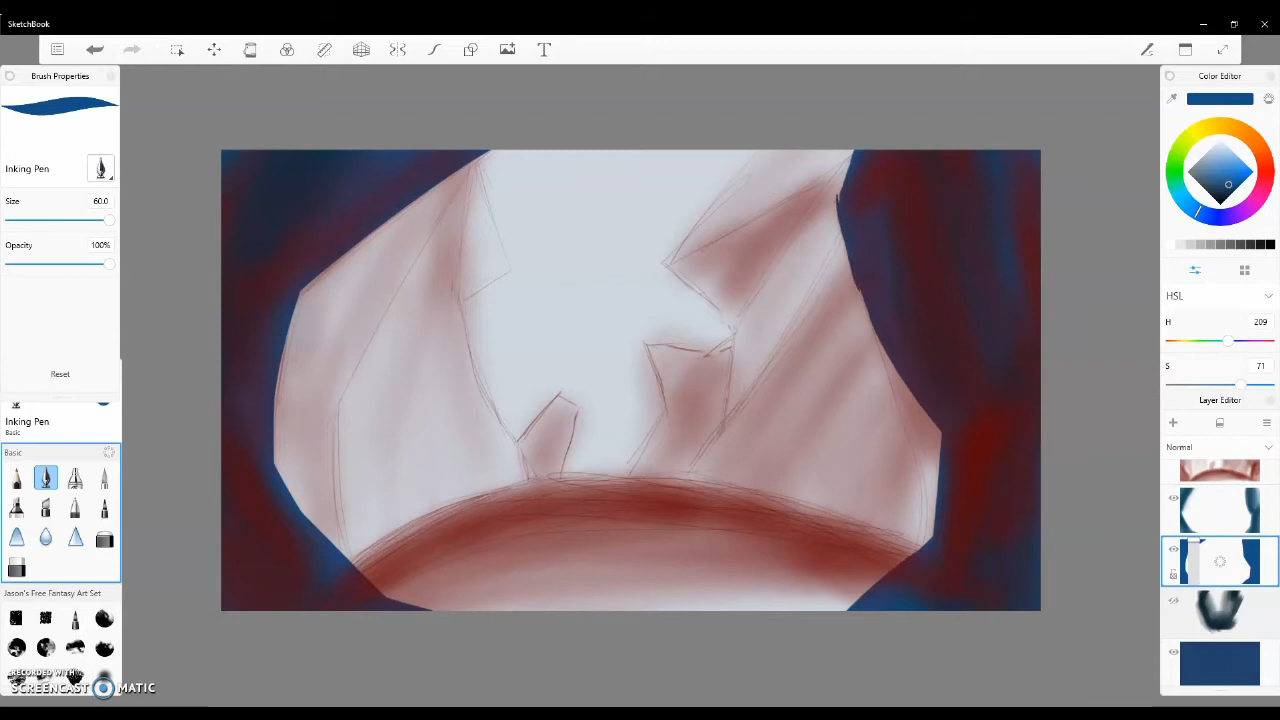 SketchBook
T
Brush Properties
Color Editor
Inking Pen
Size 60.0
Opacity 100%
HSL
H 209
Reset
S 71
Layer Editor
Inking Pen
Basic
Basic
Normal
Jason's Free Fantasy Art Set
RECORDED WITH
SCREENCAST MATIC